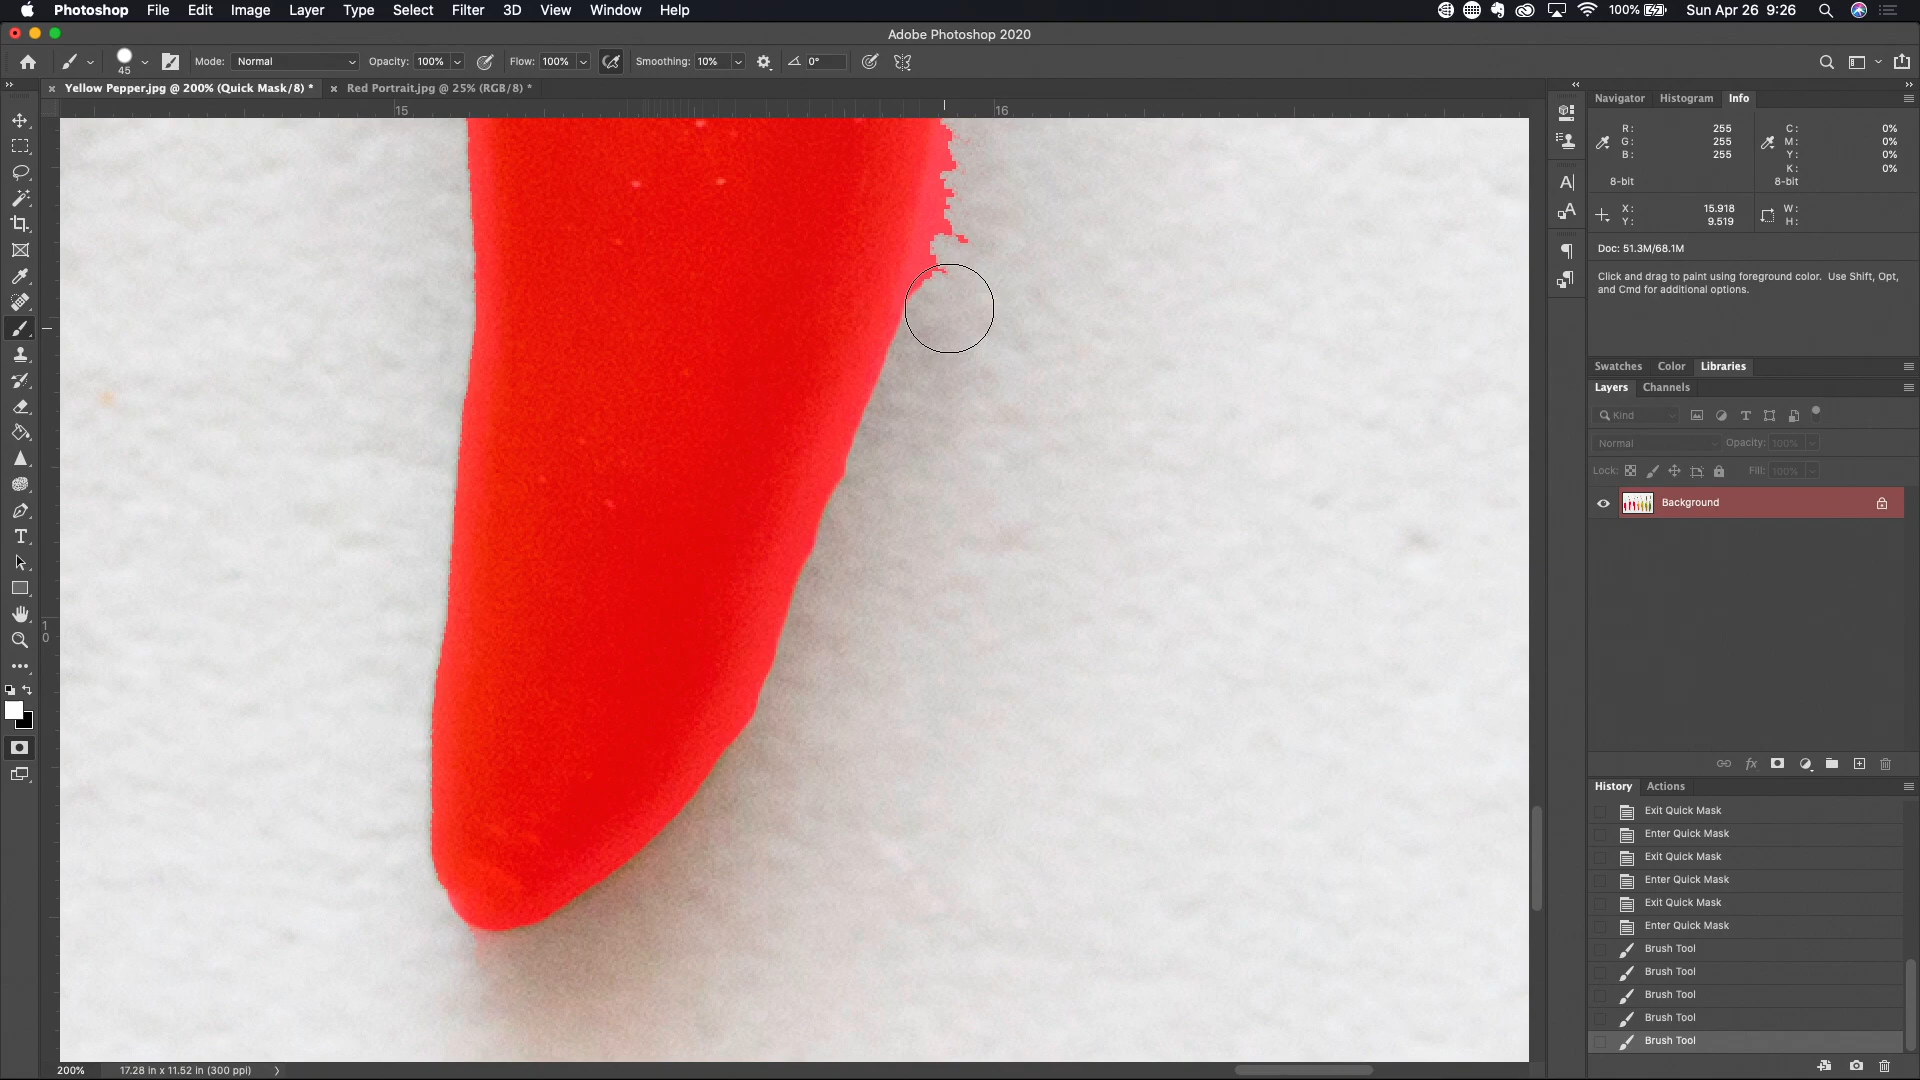 Photoshop File Edit Image Layer Type Select Filter 3D View Window Help 100% Sun Apr 26 9:26
Adobe Photoshop 2020
45 Mode: Normal Opacity: 100% Flow: 100% Smoothing: 10% 0°
Yellow Pepper.jpg @ 200% (Quick Mask/8) * Red Portrait.jpg @ 25% (RGB/8) *
15 16
Navigator Histogram Info
R: 255 C: 0%
G: 255 M: 0%
B: 255 Y: 0%
K: 0%
8-bit 8-bit
X: 15.918 W:
Y: 9.519 H:
Doc: 51.3M/68.1M
Click and drag to paint using foreground color. Use Shift, Opt,
and Cmd for additional options.
Swatches Color Libraries
Layers Channels
Kind
Normal Opacity: 100%
Lock: Fill: 100%
Background
1
0
History Actions
Exit Quick Mask
Enter Quick Mask
Exit Quick Mask
Enter Quick Mask
Exit Quick Mask
Enter Quick Mask
Brush Tool
Brush Tool
Brush Tool
Brush Tool
Brush Tool
200% 17.28 in x 11.52 in (300 ppi)